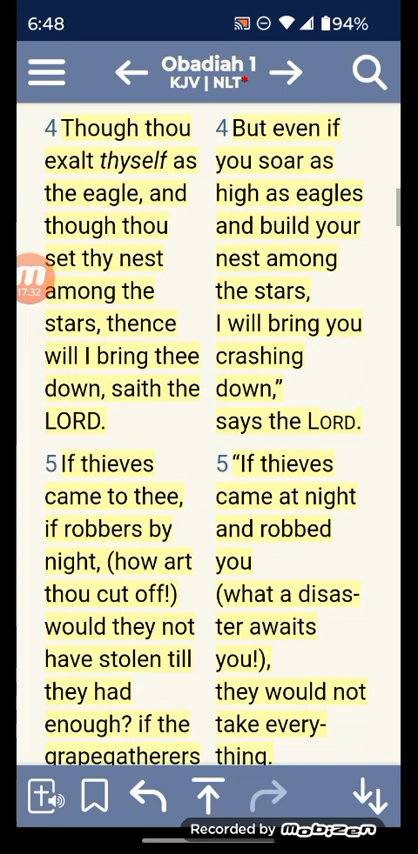 6:48
94%
Obadiah 1
KJV | NLT*
4 Though thou
exalt thyself as
the eagle, and
though thou
set thy nest
among the
stars, thence
will I bring thee
down, saith the
LORD.
5 If thieves
came to thee,
if robbers by
night, (how art
thou cut off!)
would they not
have stolen till
they had
enough? if the
grapegatherers
4 But even if
you soar as
high as eagles
and build your
nest among
the stars,
I will bring you
crashing
down,”
says the LORD.
5 “If thieves
came at night
and robbed
you
(what a disas-
ter awaits
you!),
they would not
take every-
thing.
17:32
Recorded by mobizen